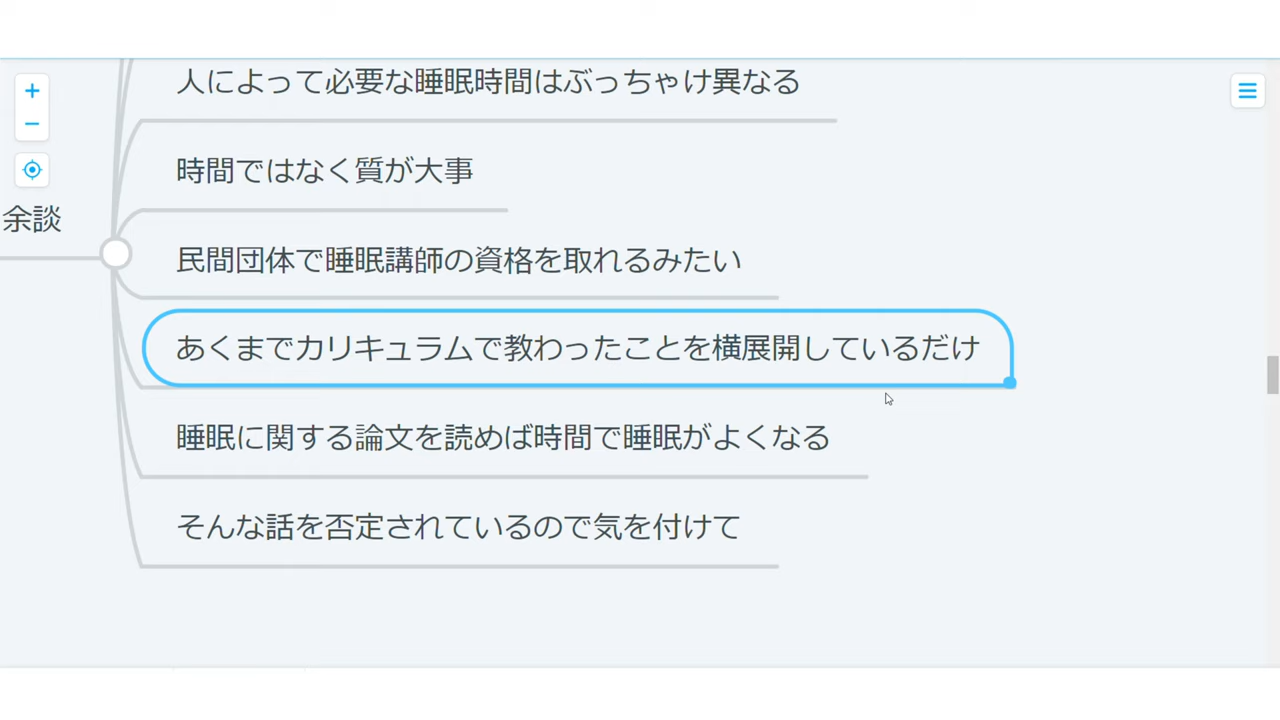 人によって必要な睡眠時間はぶっちゃけ異なる
時間ではなく質が大事
余談
民間団体で睡眠講師の資格を取れるみたい
あくまでカリキュラムで教わったことを横展開しているだけ
睡眠に関する論文を読めば時間で睡眠がよくなる
そんな話を否定されているので気を付けて